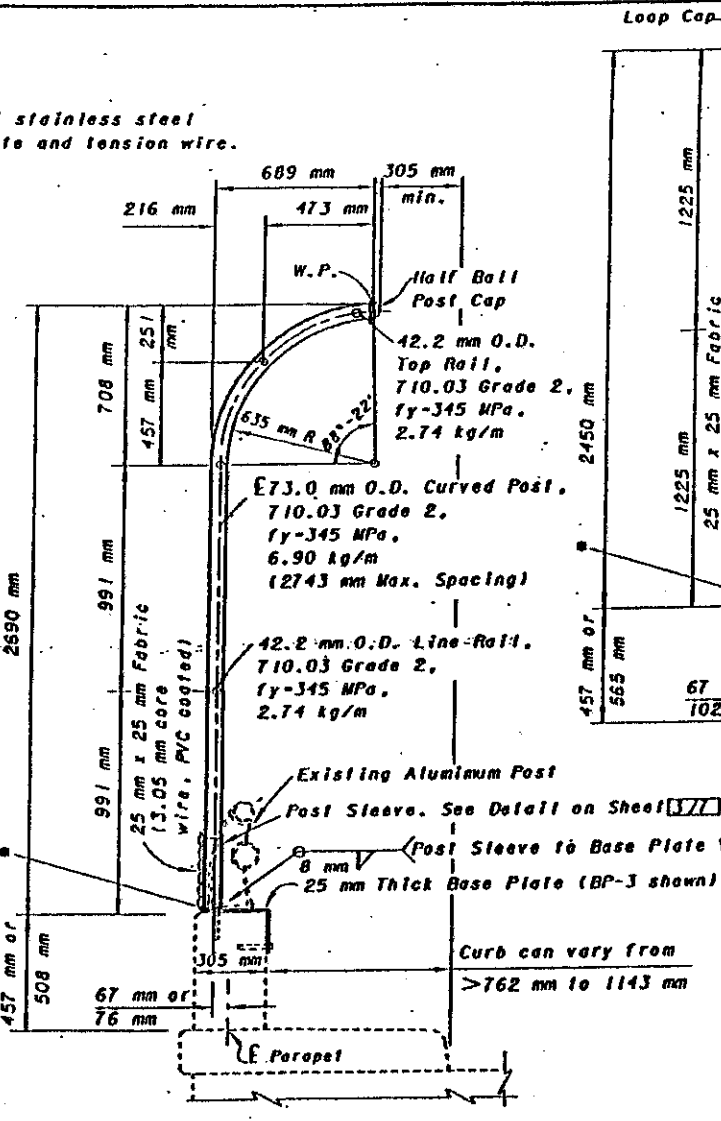 Loop Cap
stainless steel
te and tension wire.
689 mm
305 mm
min.
216 mm
473 mm
W.P.
Half Ball
Post Cap
42.2 mm O.D.
Top Rail,
710.03 Grade 2,
fy-345 MPa,
2.74 kg/m
251
mm
457 mm
708 mm
635 mm R
88°-22'
1225 mm
1225 mm
2450 mm
25 mm x 25 mm Fabric
℄73.0 mm O.D. Curved Post,
710.03 Grade 2,
fy-345 MPa,
6.90 kg/m
(2743 mm Max. Spacing)
2690 mm
991 mm
991 mm
25 mm x 25 mm Fabric
(3.05 mm core
wire, PVC coated)
42.2 mm O.D. Line Rail,
710.03 Grade 2,
fy-345 MPa,
2.74 kg/m
457 mm or
565 mm
67
102
Existing Aluminum Post
Post Sleeve. See Detail on Sheet
Post Sleeve to Base Plate
8 mm
25 mm Thick Base Plate (BP-3 shown)
305 mm
Curb can vary from
>762 mm to 1143 mm
457 mm or
508 mm
67 mm or
76 mm
℄ Parapet